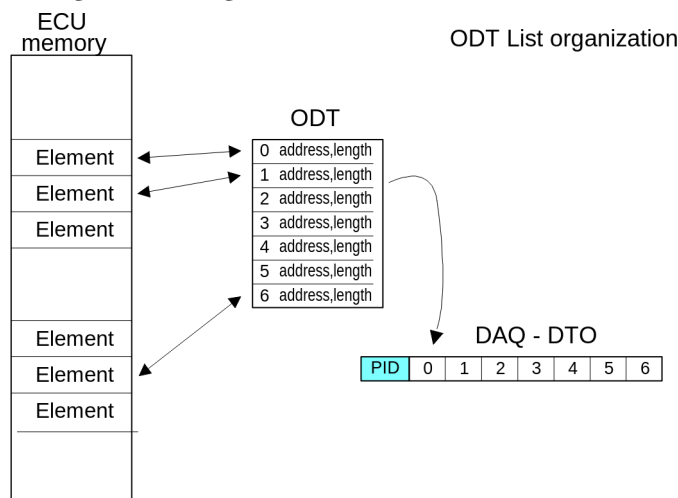 ECU
memory
ODT List organization
ODT
0 address,length
1 address,length
2 address,length
3 address,length
4 address,length
5 address,length
6 address,length
Element
Element
Element
Element
Element
Element
DAQ - DTO
PID 0 1 2 3 4 5 6